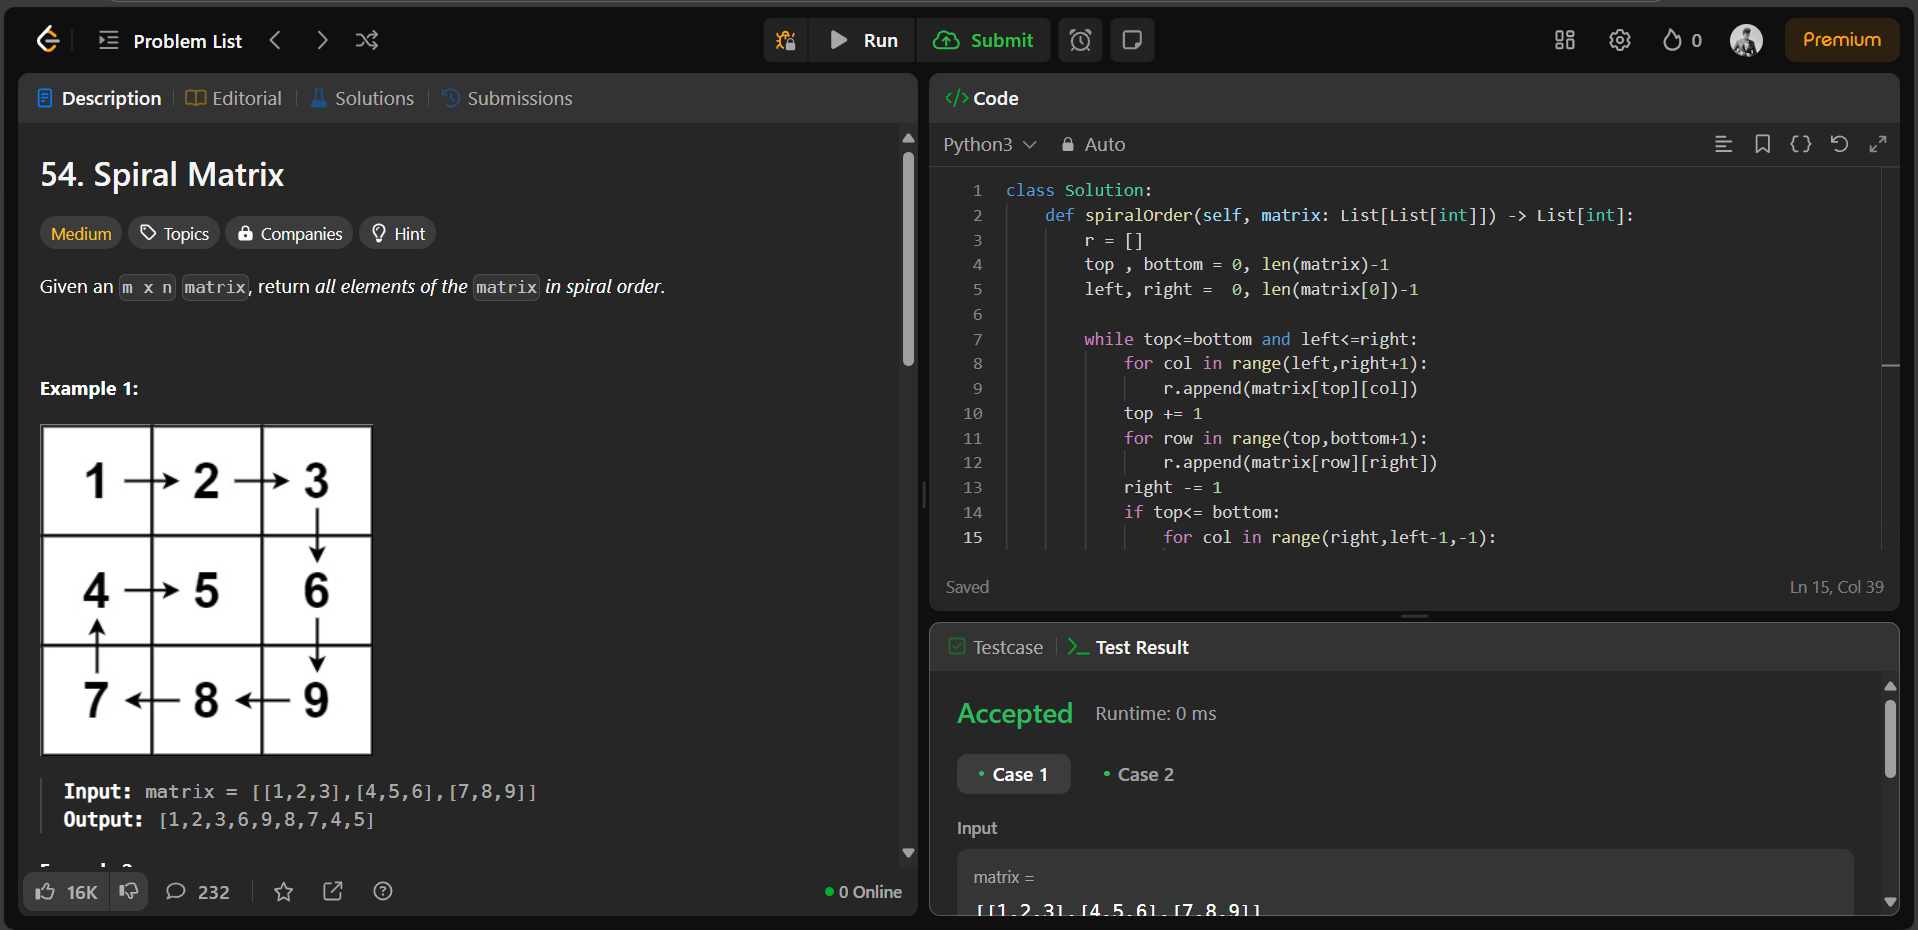 Problem List
Run
Submit
0
Premium
Description
Editorial
Solutions
Submissions
54. Spiral Matrix
Medium
Topics
Companies
Hint
Given an m x n matrix, return all elements of the matrix in spiral order.
Example 1:
1 2 3
4 5 6
7 8 9
Input: matrix = [[1,2,3],[4,5,6],[7,8,9]]
Output: [1,2,3,6,9,8,7,4,5]
16K
232
0 Online
</> Code
Python3
Auto
1 class Solution:
2 def spiralOrder(self, matrix: List[List[int]]) -> List[int]:
3 r = []
4 top , bottom = 0, len(matrix)-1
5 left, right =  0, len(matrix[0])-1
6
7 while top<=bottom and left<=right:
8 for col in range(left,right+1):
9 r.append(matrix[top][col])
10 top += 1
11 for row in range(top,bottom+1):
12 r.append(matrix[row][right])
13 right -= 1
14 if top<= bottom:
15 for col in range(right,left-1,-1):
Saved
Ln 15, Col 39
Testcase
Test Result
Accepted
Runtime: 0 ms
Case 1
Case 2
Input
matrix =
[[1,2,3],[4,5,6],[7,8,9]]